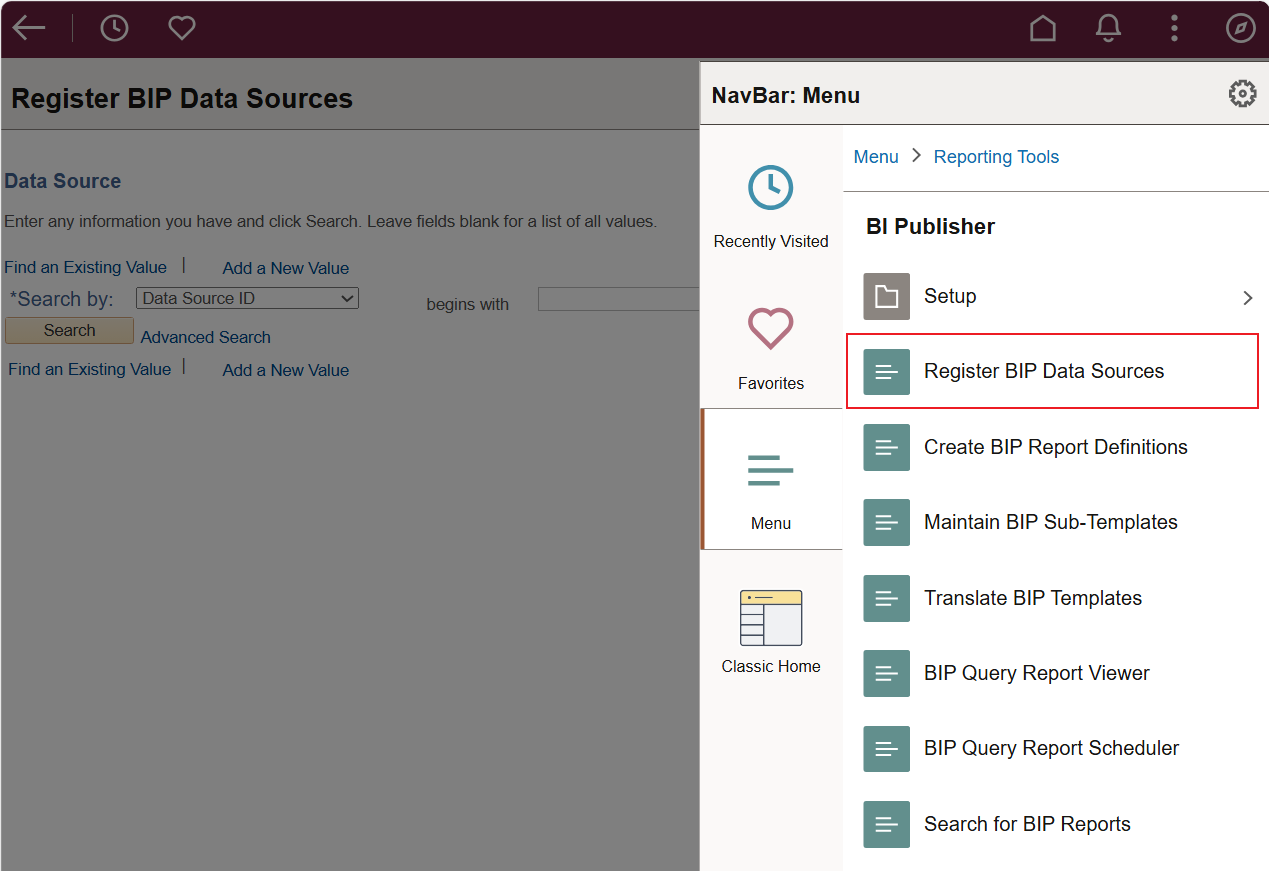 Register BIP Data Sources
Data Source
Enter any information you have and click Search. Leave fields blank for a list of all values.
Find an Existing Value | Add a New Value
*Search by: Data Source ID begins with
Search Advanced Search
Find an Existing Value | Add a New Value
NavBar: Menu
Recently Visited
Favorites
Menu
Classic Home
Menu > Reporting Tools
BI Publisher
Setup
Register BIP Data Sources
Create BIP Report Definitions
Maintain BIP Sub-Templates
Translate BIP Templates
BIP Query Report Viewer
BIP Query Report Scheduler
Search for BIP Reports